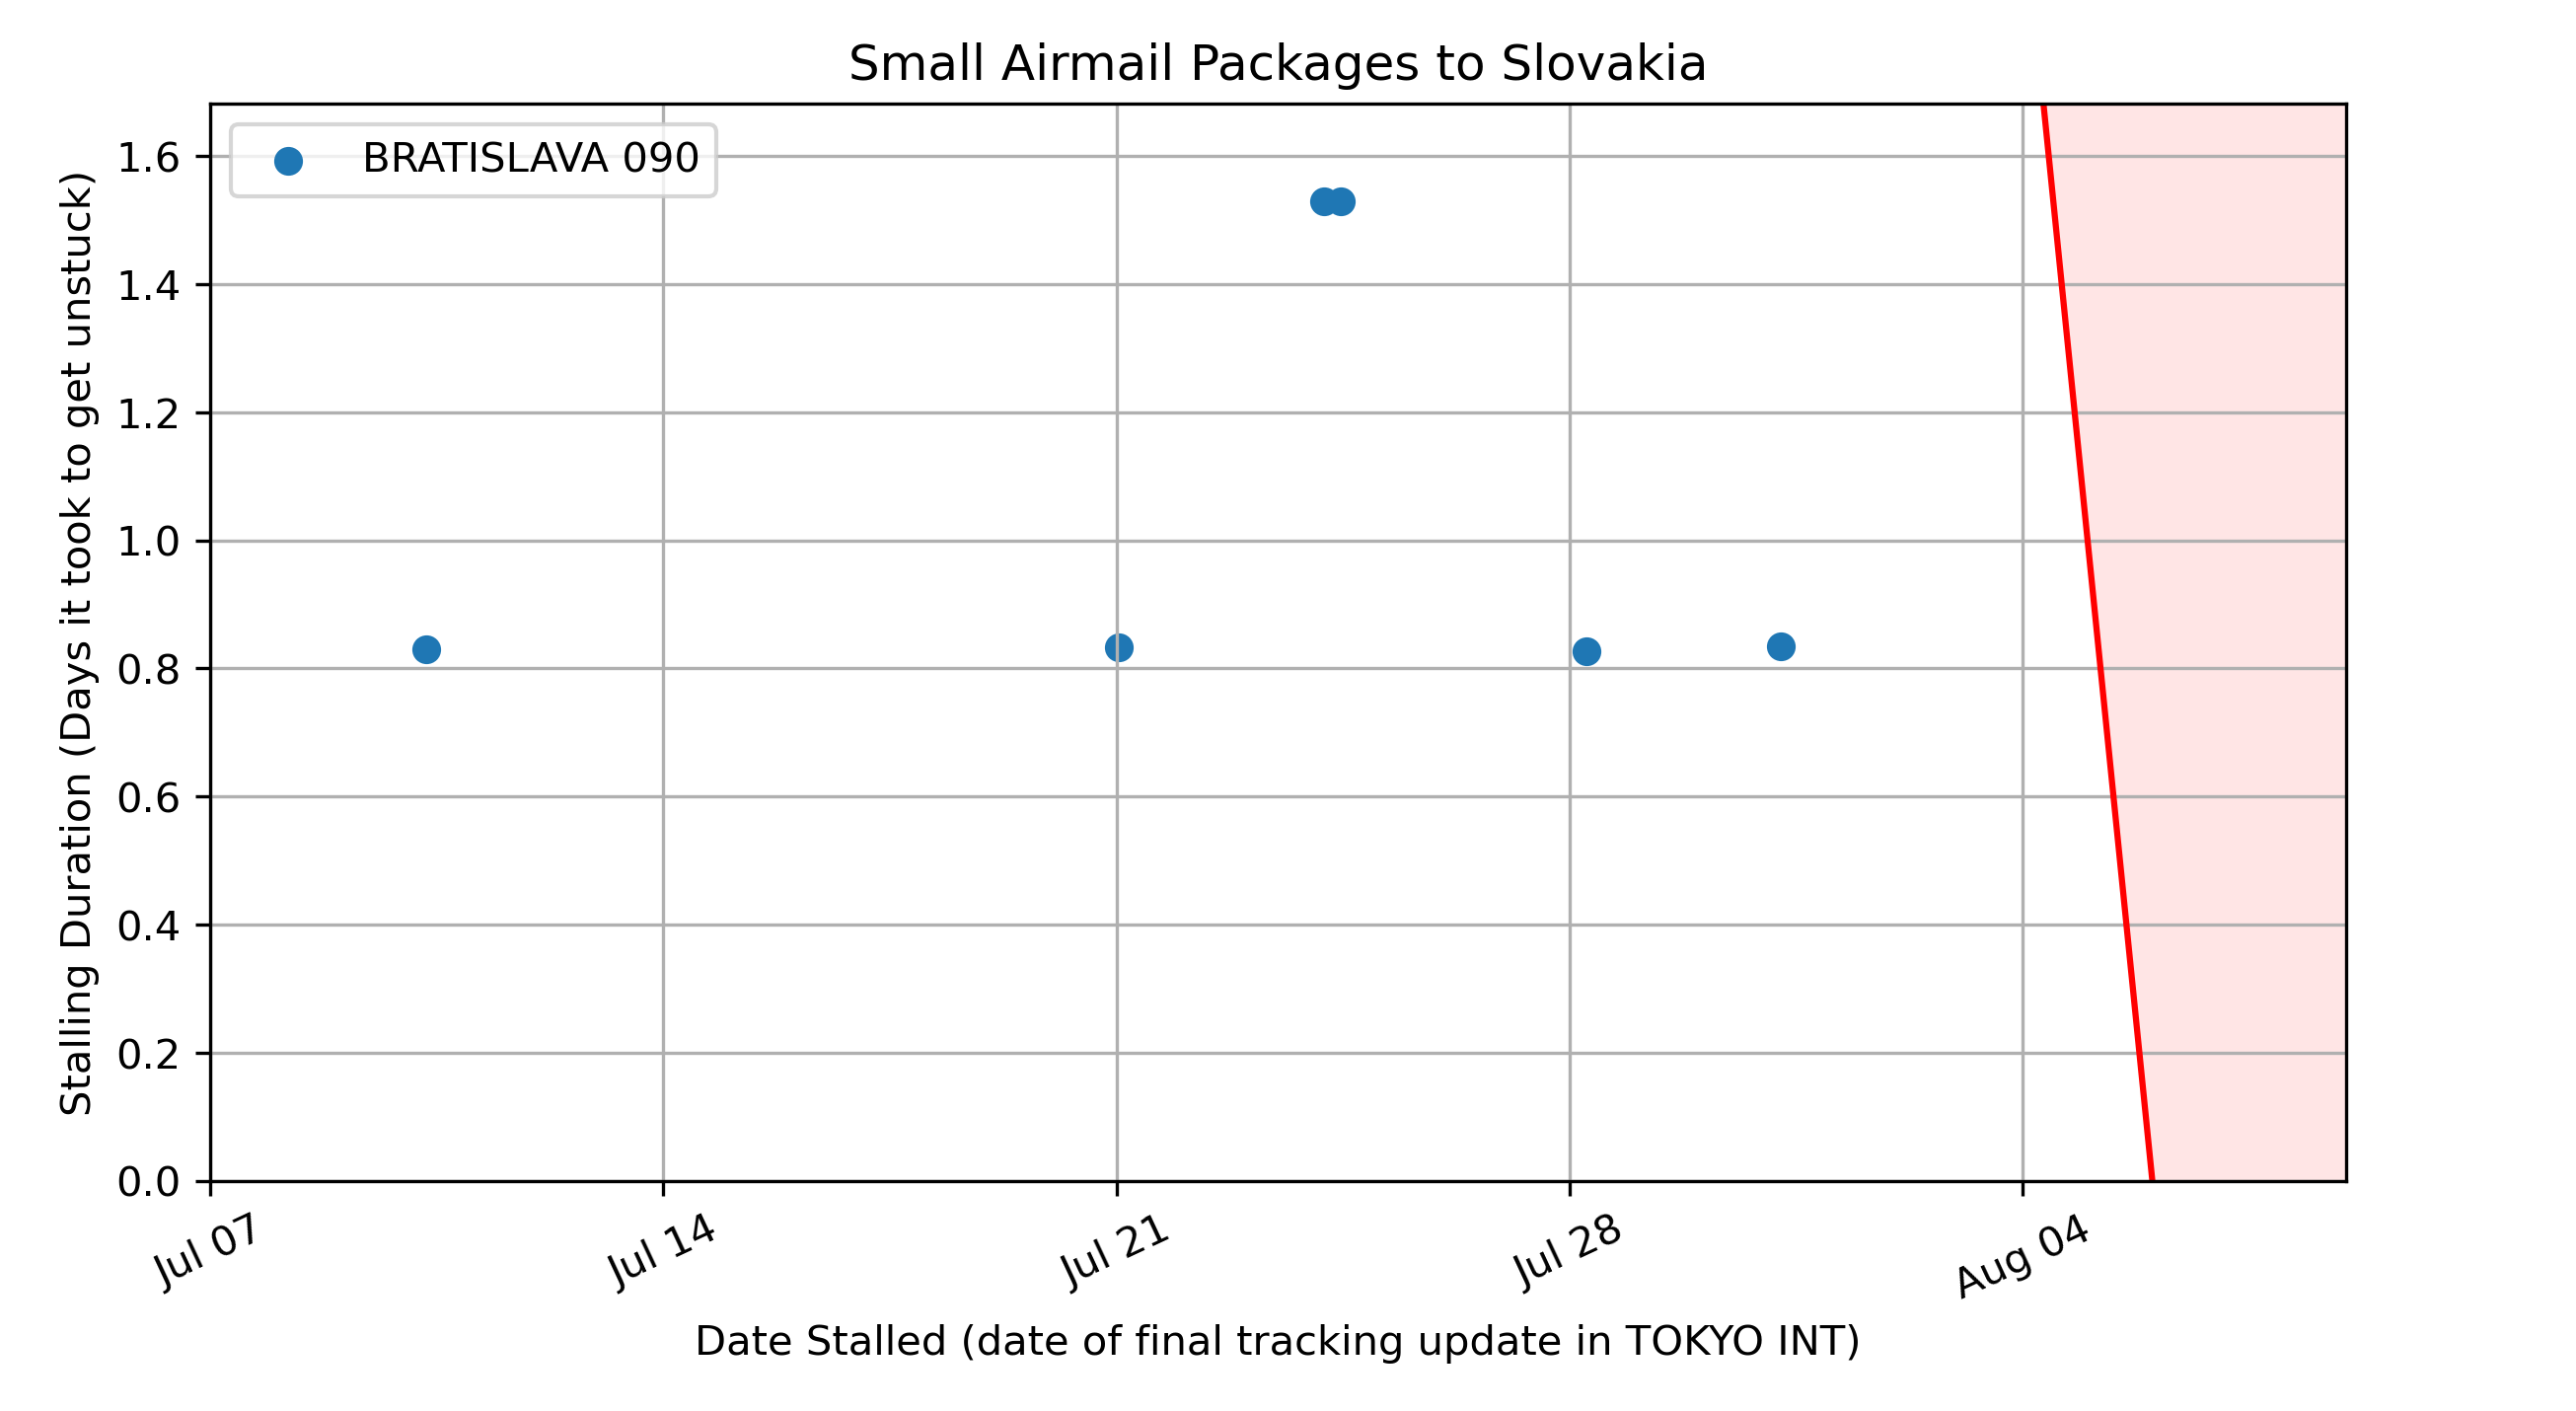 Small Airmail Packages to Slovakia
BRATISLAVA 090
Stalling Duration (Days it took to get unstuck)
1.6
1.4
1.2
1.0
0.8
0.6
0.4
0.2
0.0
Jul 07
Jul 14
Jul 21
Jul 28
Aug 04
Date Stalled (date of final tracking update in TOKYO INT)